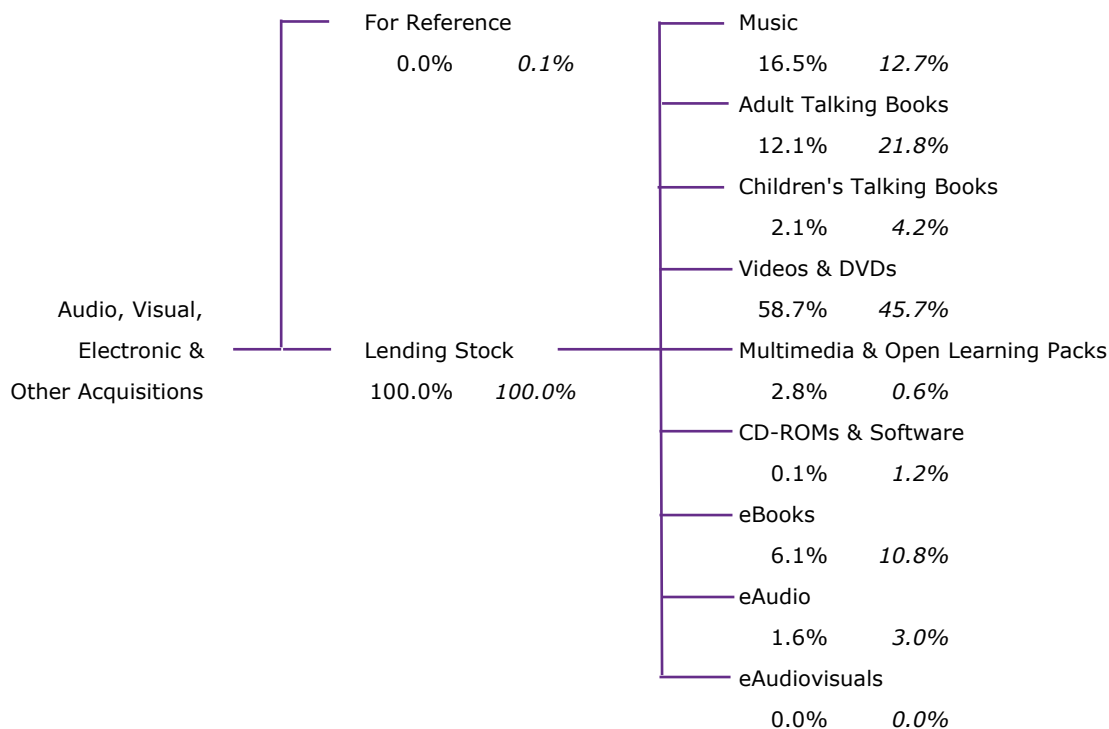 Audio, Visual,
Electronic &
Other Acquisitions
For Reference
0.0% 0.1%
Lending Stock
100.0% 100.0%
Music
16.5% 12.7%
Adult Talking Books
12.1% 21.8%
Children's Talking Books
2.1% 4.2%
Videos & DVDs
58.7% 45.7%
Multimedia & Open Learning Packs
2.8% 0.6%
CD-ROMs & Software
0.1% 1.2%
eBooks
6.1% 10.8%
eAudio
1.6% 3.0%
eAudiovisuals
0.0% 0.0%